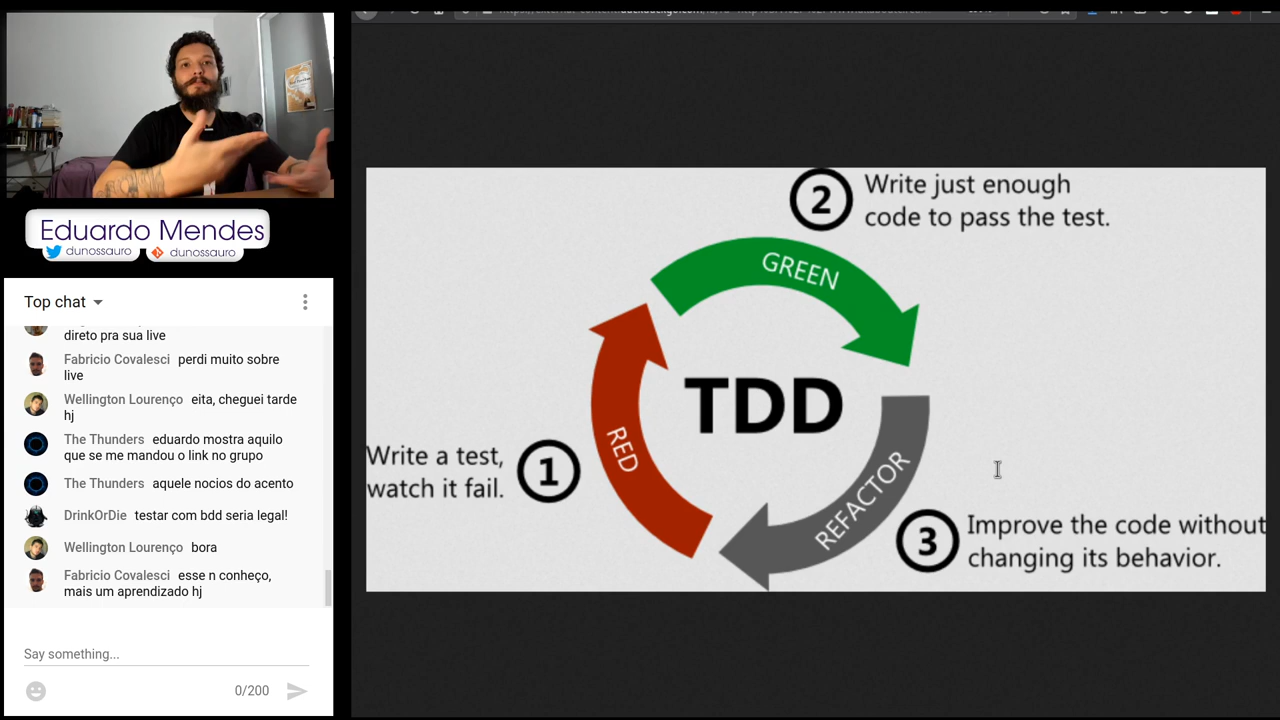 Eduardo Mendes
dunossauro
dunossauro
Top chat
direto pra sua live
Fabricio Covalesci perdi muito sobre
live
Wellington Lourenço eita, cheguei tarde
hj
The Thunders eduardo mostra aquilo
que se me mandou o link no grupo
The Thunders aquele nocios do acento
DrinkOrDie testar com bdd seria legal!
Wellington Lourenço bora
Fabricio Covalesci esse n conheço,
mais um aprendizado hj
Say something...
0/200
2
Write just enough
code to pass the test.
GREEN
TDD
RED
Write a test,
watch it fail.
1
REFACTOR
3
Improve the code without
changing its behavior.